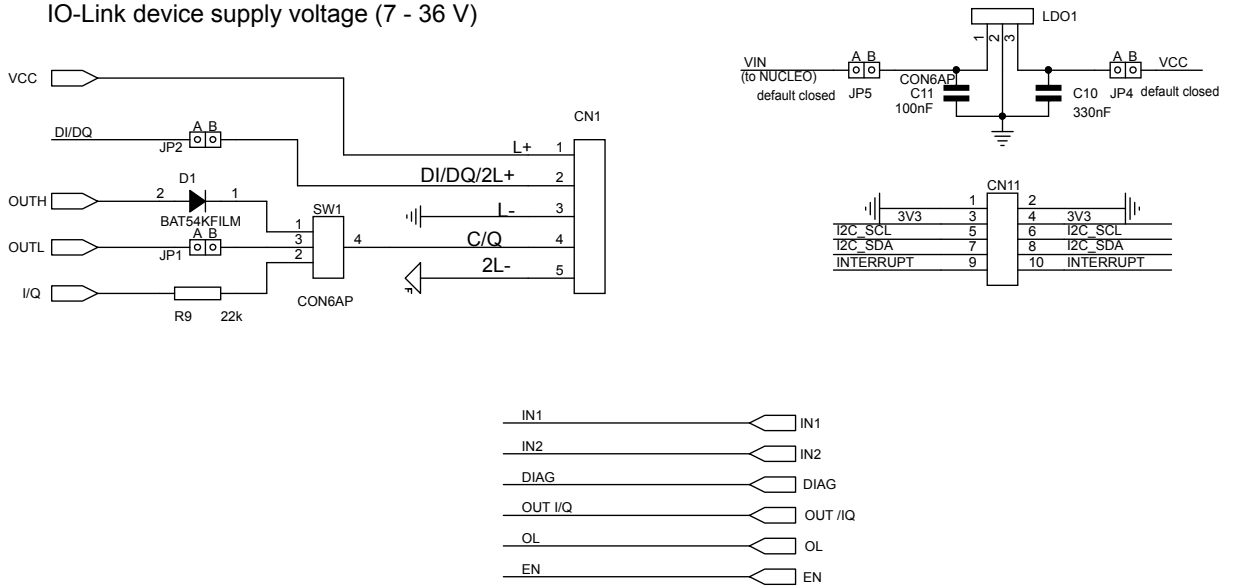 IO-Link device supply voltage (7 - 36 V)
VCC
DI/DQ
A B
JP2
OUTH
2
D1
1
BAT54KFILM
OUTL
A B
JP1
I/Q
R9
22k
SW1
1
3
2
4
CON6AP
CN1
L+
1
DI/DQ/2L+
2
L-
3
C/Q
4
2L-
5
LDO1
1
2
3
VIN
(to NUCLEO)
default closed
A B
JP5
CON6AP
C11
100nF
C10
330nF
A B
JP4
VCC
default closed
CN11
1
2
3V3
3
4
3V3
I2C_SCL
5
6
I2C_SCL
I2C_SDA
7
8
I2C_SDA
INTERRUPT
9
10
INTERRUPT
IN1
IN1
IN2
IN2
DIAG
DIAG
OUT I/Q
OUT /IQ
OL
OL
EN
EN